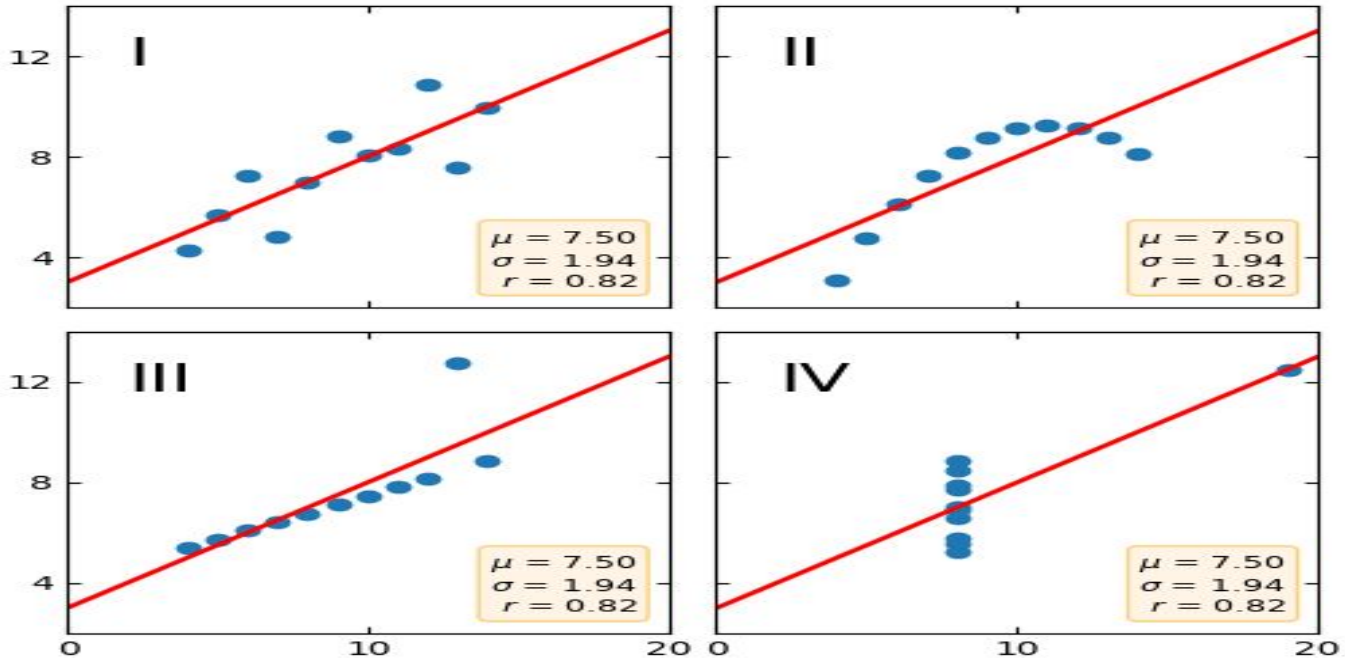 I
12
8
4
μ = 7.50
σ = 1.94
r = 0.82
II
μ = 7.50
σ = 1.94
r = 0.82
III
12
8
4
μ = 7.50
σ = 1.94
r = 0.82
0 10 20
IV
μ = 7.50
σ = 1.94
r = 0.82
0 10 20